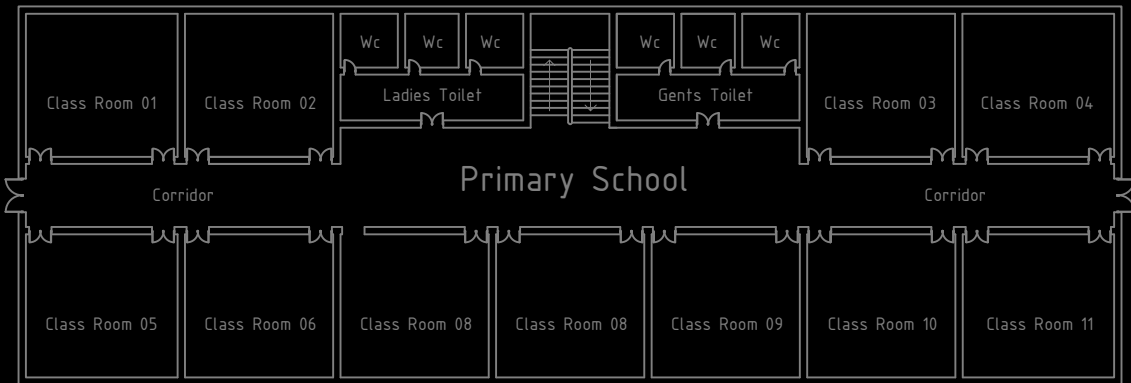 Wc Wc Wc Wc Wc Wc
Ladies Toilet Gents Toilet
Class Room 01 Class Room 02 Class Room 03 Class Room 04
Primary School
Corridor Corridor
Class Room 05 Class Room 06 Class Room 08 Class Room 08 Class Room 09 Class Room 10 Class Room 11